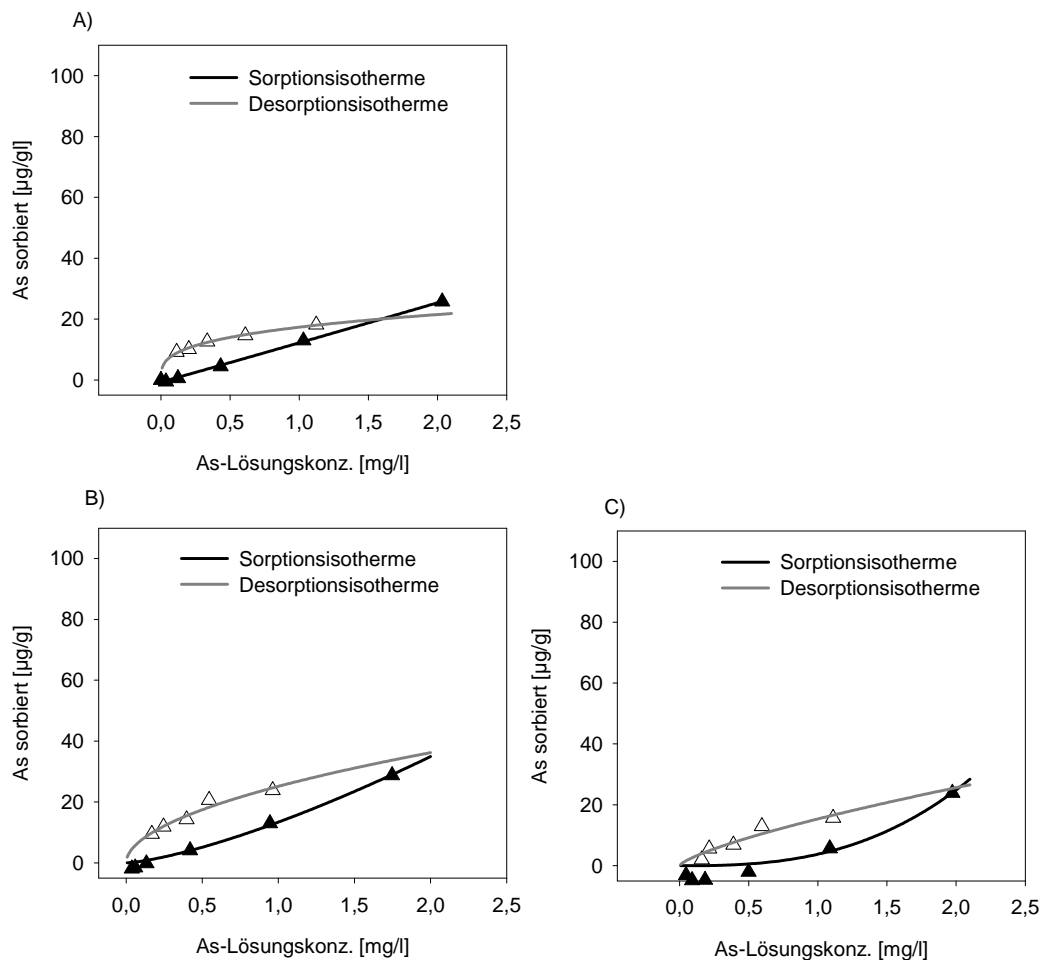 A)
Sorptionsisotherme
Desorptionsisotherme
As sorbiert [µg/gl]
100
80
60
40
20
0
0,0 0,5 1,0 1,5 2,0 2,5
As-Lösungskonz. [mg/l]
B)
Sorptionsisotherme
Desorptionsisotherme
As sorbiert [µg/g]
100
80
60
40
20
0
0,0 0,5 1,0 1,5 2,0 2,5
As-Lösungskonz. [mg/l]
C)
Sorptionsisotherme
Desorptionsisotherme
As sorbiert [µg/g]
100
80
60
40
20
0
0,0 0,5 1,0 1,5 2,0 2,5
As-Lösungskonz. [mg/l]